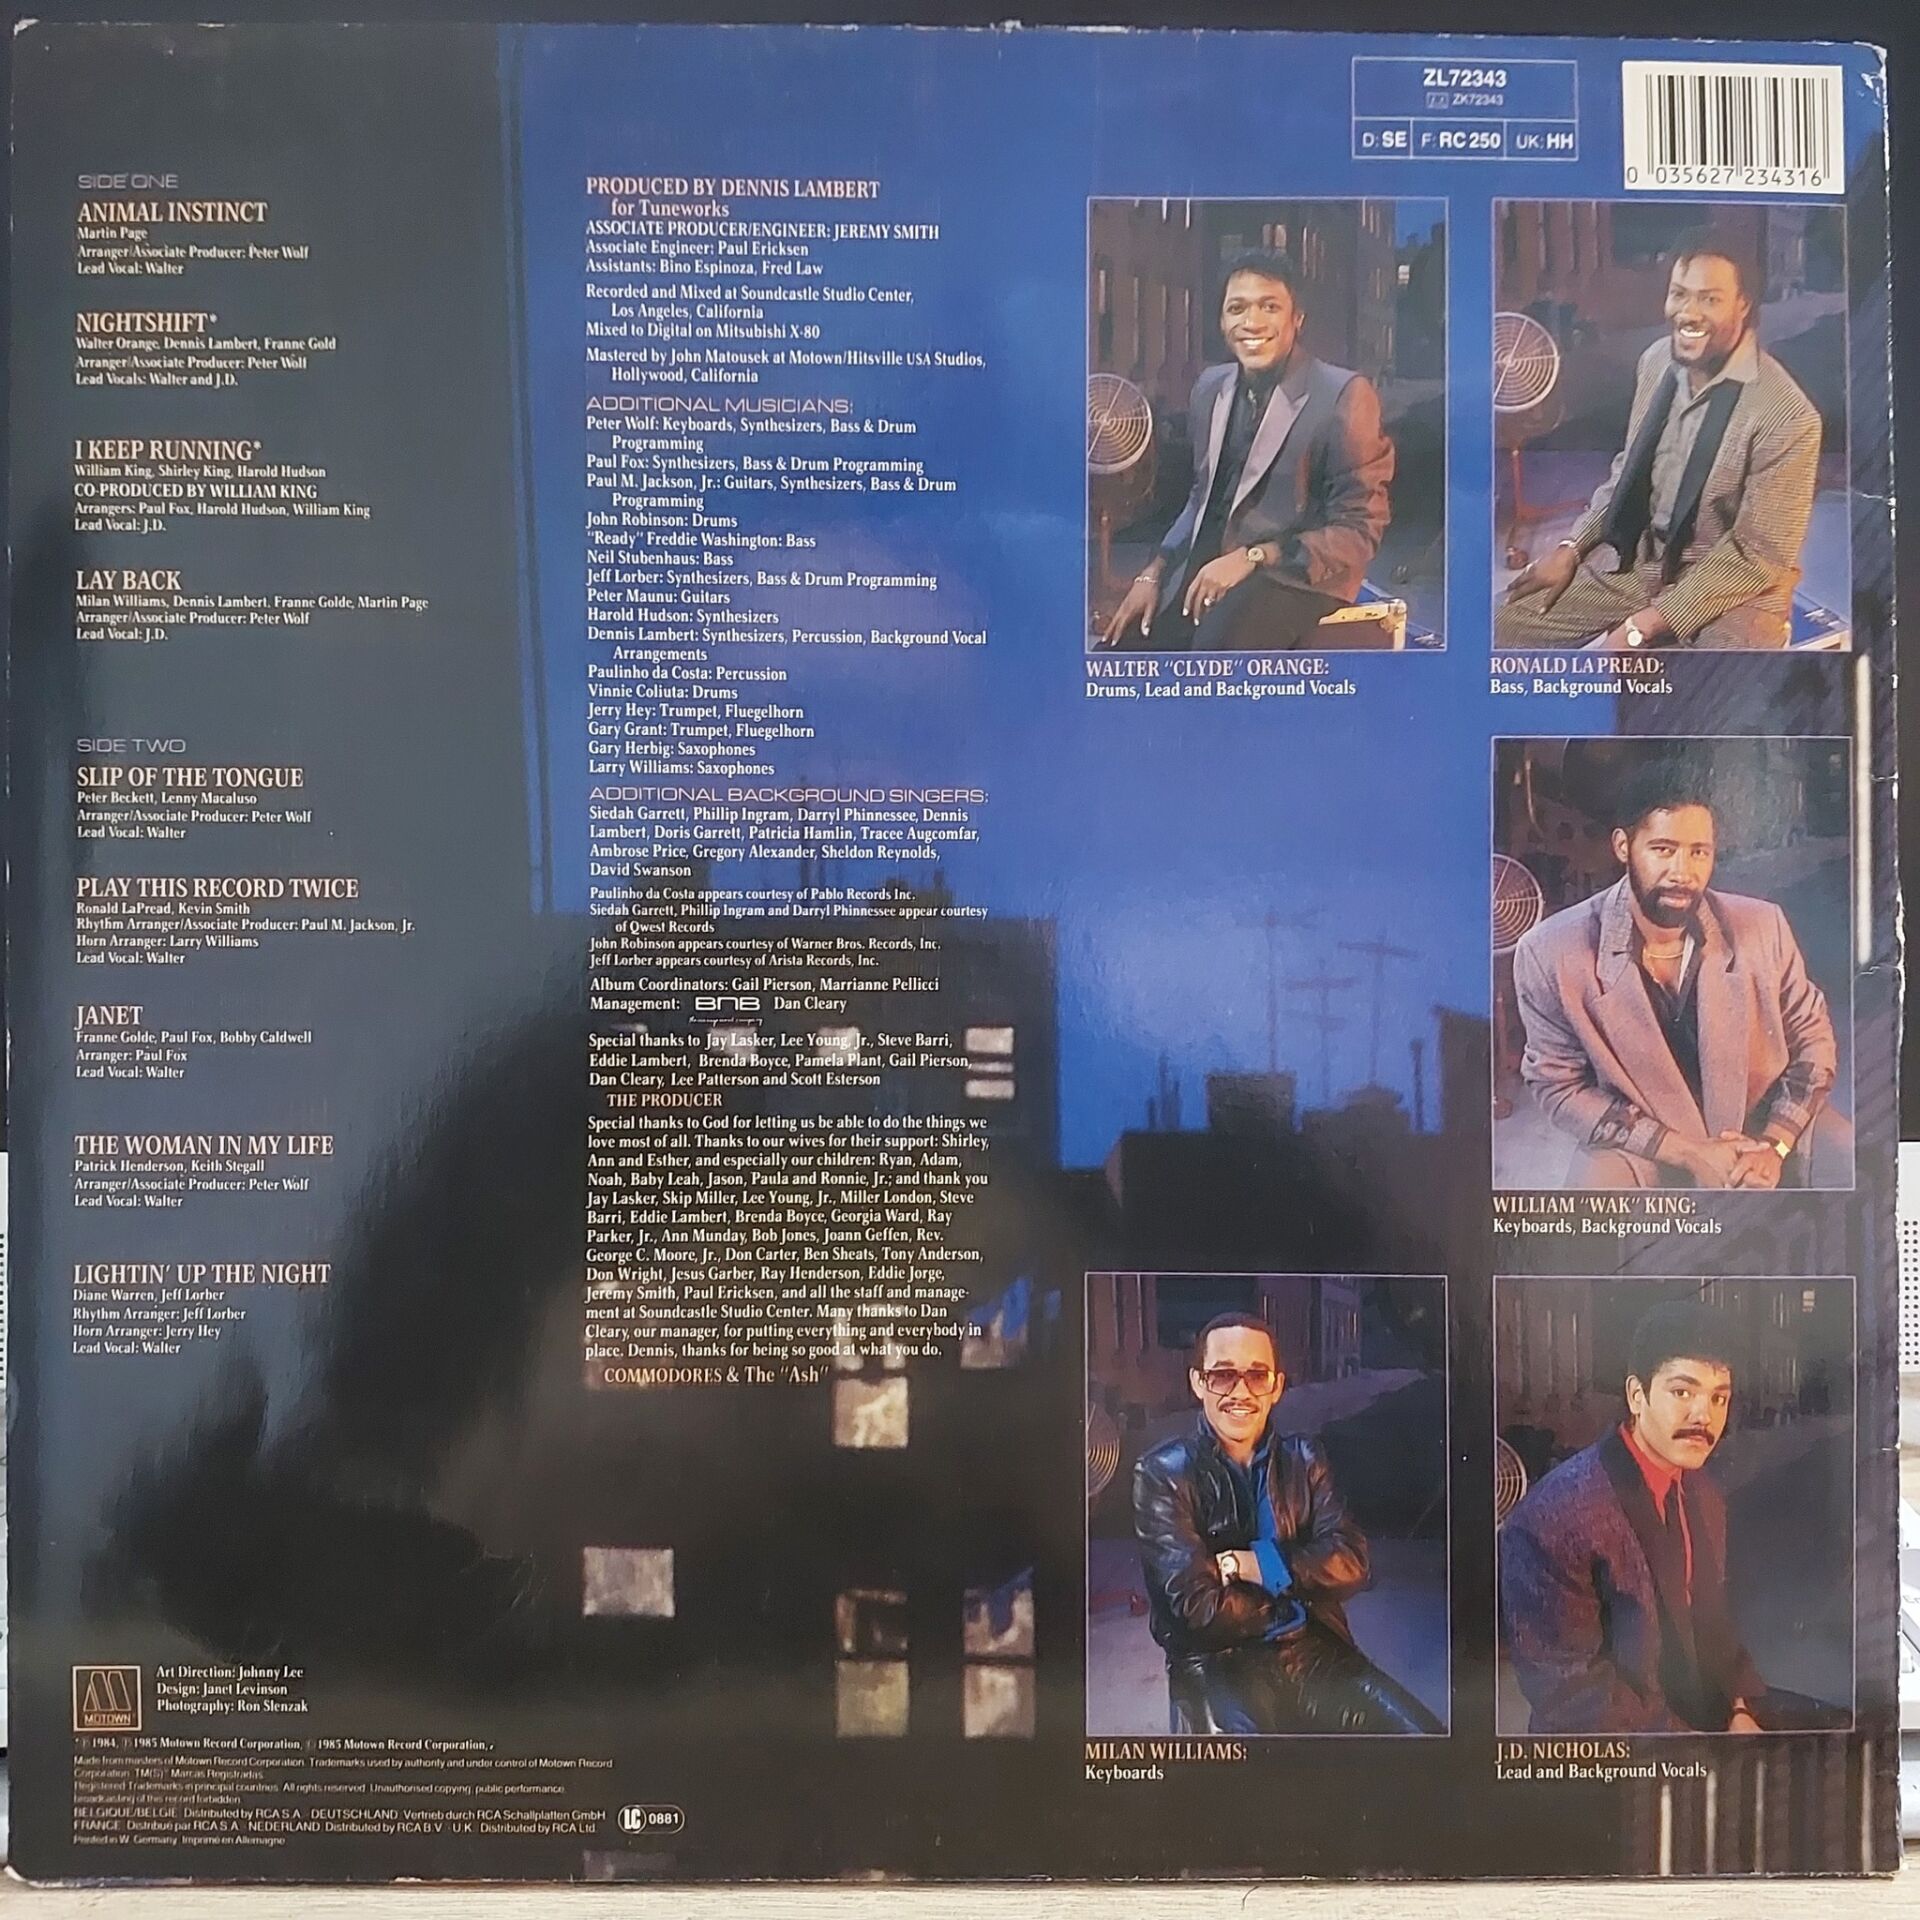 SIDE ONE
ANIMAL INSTINCT
Martin Page
Arranger/Associate Producer: Peter Wolf
Lead Vocal: Walter
NIGHTSHIFT*
Walter Orange, Dennis Lambert, Franne Gold
Arranger/Associate Producer: Peter Wolf
Lead Vocals: Walter and J.D.
I KEEP RUNNING*
William King, Shirley King, Harold Hudson
CO-PRODUCED BY WILLIAM KING
Arrangers: Paul Fox, Harold Hudson, William King
Lead Vocal: J.D.
LAY BACK
Milan Williams, Dennis Lambert, Franne Golde, Martin Page
Arranger/Associate Producer: Peter Wolf
Lead Vocal: J.D.
SIDE TWO
SLIP OF THE TONGUE
Peter Beckett, Lenny Macaluso
Arranger/Associate Producer: Peter Wolf
Lead Vocal: Walter
PLAY THIS RECORD TWICE
Ronald LaPread, Kevin Smith
Rhythm Arranger/Associate Producer: Paul M. Jackson, Jr.
Horn Arranger: Larry Williams
Lead Vocal: Walter
JANET
Franne Golde, Paul Fox, Bobby Caldwell
Arranger: Paul Fox
Lead Vocal: Walter
THE WOMAN IN MY LIFE
Patrick Henderson, Keith Stegall
Arranger/Associate Producer: Peter Wolf
Lead Vocal: Walter
LIGHTIN' UP THE NIGHT
Diane Warren, Jeff Lorber
Rhythm Arranger: Jeff Lorber
Horn Arranger: Jerry Hey
Lead Vocal: Walter
MOTOWN
Art Direction: Johnny Lee
Design: Janet Levinson
Photography: Ron Slenzak
* ℗ 1984, ℗ 1985 Motown Record Corporation, © 1985 Motown Record Corporation,
Made from masters of Motown Record Corporation. Trademarks used by authority and under control of Motown Record
Corporation. TM(S)® Marcas Registradas
Registered Trademarks in principal countries. All rights reserved. Unauthorised copying, public performance
broadcasting of this record forbidden
BELGIQUE/BELGIE: Distributed by RCA S.A. DEUTSCHLAND: Vertrieb durch RCA Schallplatten GmbH
FRANCE: Distribué par RCA S.A. NEDERLAND: Distributed by RCA B.V. U.K. Distributed by RCA Ltd.
Printed in W. Germany. Imprimé en Allemagne
LC 0881
PRODUCED BY DENNIS LAMBERT
for Tuneworks
ASSOCIATE PRODUCER/ENGINEER: JEREMY SMITH
Associate Engineer: Paul Ericksen
Assistants: Bino Espinoza, Fred Law
Recorded and Mixed at Soundcastle Studio Center,
Los Angeles, California
Mixed to Digital on Mitsubishi X-80
Mastered by John Matousek at Motown/Hitsville USA Studios,
Hollywood, California
ADDITIONAL MUSICIANS:
Peter Wolf: Keyboards, Synthesizers, Bass & Drum
Programming
Paul Fox: Synthesizers, Bass & Drum Programming
Paul M. Jackson, Jr.: Guitars, Synthesizers, Bass & Drum
Programming
John Robinson: Drums
"Ready" Freddie Washington: Bass
Neil Stubenhaus: Bass
Jeff Lorber: Synthesizers, Bass & Drum Programming
Peter Maunu: Guitars
Harold Hudson: Synthesizers
Dennis Lambert: Synthesizers, Percussion, Background Vocal
Arrangements
Paulinho da Costa: Percussion
Vinnie Coliuta: Drums
Jerry Hey: Trumpet, Fluegelhorn
Gary Grant: Trumpet, Fluegelhorn
Gary Herbig: Saxophones
Larry Williams: Saxophones
ADDITIONAL BACKGROUND SINGERS:
Siedah Garrett, Phillip Ingram, Darryl Phinnessee, Dennis
Lambert, Doris Garrett, Patricia Hamlin, Tracee Augcomfar,
Ambrose Price, Gregory Alexander, Sheldon Reynolds,
David Swanson
Paulinho da Costa appears courtesy of Pablo Records Inc.
Siedah Garrett, Phillip Ingram and Darryl Phinnessee appear courtesy
of Qwest Records
John Robinson appears courtesy of Warner Bros. Records, Inc.
Jeff Lorber appears courtesy of Arista Records, Inc.
Album Coordinators: Gail Pierson, Marrianne Pellicci
Management: BNB Dan Cleary
Special thanks to Jay Lasker, Lee Young, Jr., Steve Barri,
Eddie Lambert, Brenda Boyce, Pamela Plant, Gail Pierson,
Dan Cleary, Lee Patterson and Scott Esterson
THE PRODUCER
Special thanks to God for letting us be able to do the things we
love most of all. Thanks to our wives for their support: Shirley,
Ann and Esther, and especially our children: Ryan, Adam,
Noah, Baby Leah, Jason, Paula and Ronnie, Jr.; and thank you
Jay Lasker, Skip Miller, Lee Young, Jr., Miller London, Steve
Barri, Eddie Lambert, Brenda Boyce, Georgia Ward, Ray
Parker, Jr., Ann Munday, Bob Jones, Joann Geffen, Rev.
George C. Moore, Jr., Don Carter, Ben Sheats, Tony Anderson,
Don Wright, Jesus Garber, Ray Henderson, Eddie Jorge,
Jeremy Smith, Paul Ericksen, and all the staff and manage-
ment at Soundcastle Studio Center. Many thanks to Dan
Cleary, our manager, for putting everything and everybody in
place. Dennis, thanks for being so good at what you do.
COMMODORES & The "Ash"
ZL72343
ZK72343
D: SE F: RC 250 UK: HH
0 035627 234316
WALTER "CLYDE" ORANGE:
Drums, Lead and Background Vocals
RONALD LAPREAD:
Bass, Background Vocals
WILLIAM "WAK" KING:
Keyboards, Background Vocals
MILAN WILLIAMS:
Keyboards
J.D. NICHOLAS:
Lead and Background Vocals